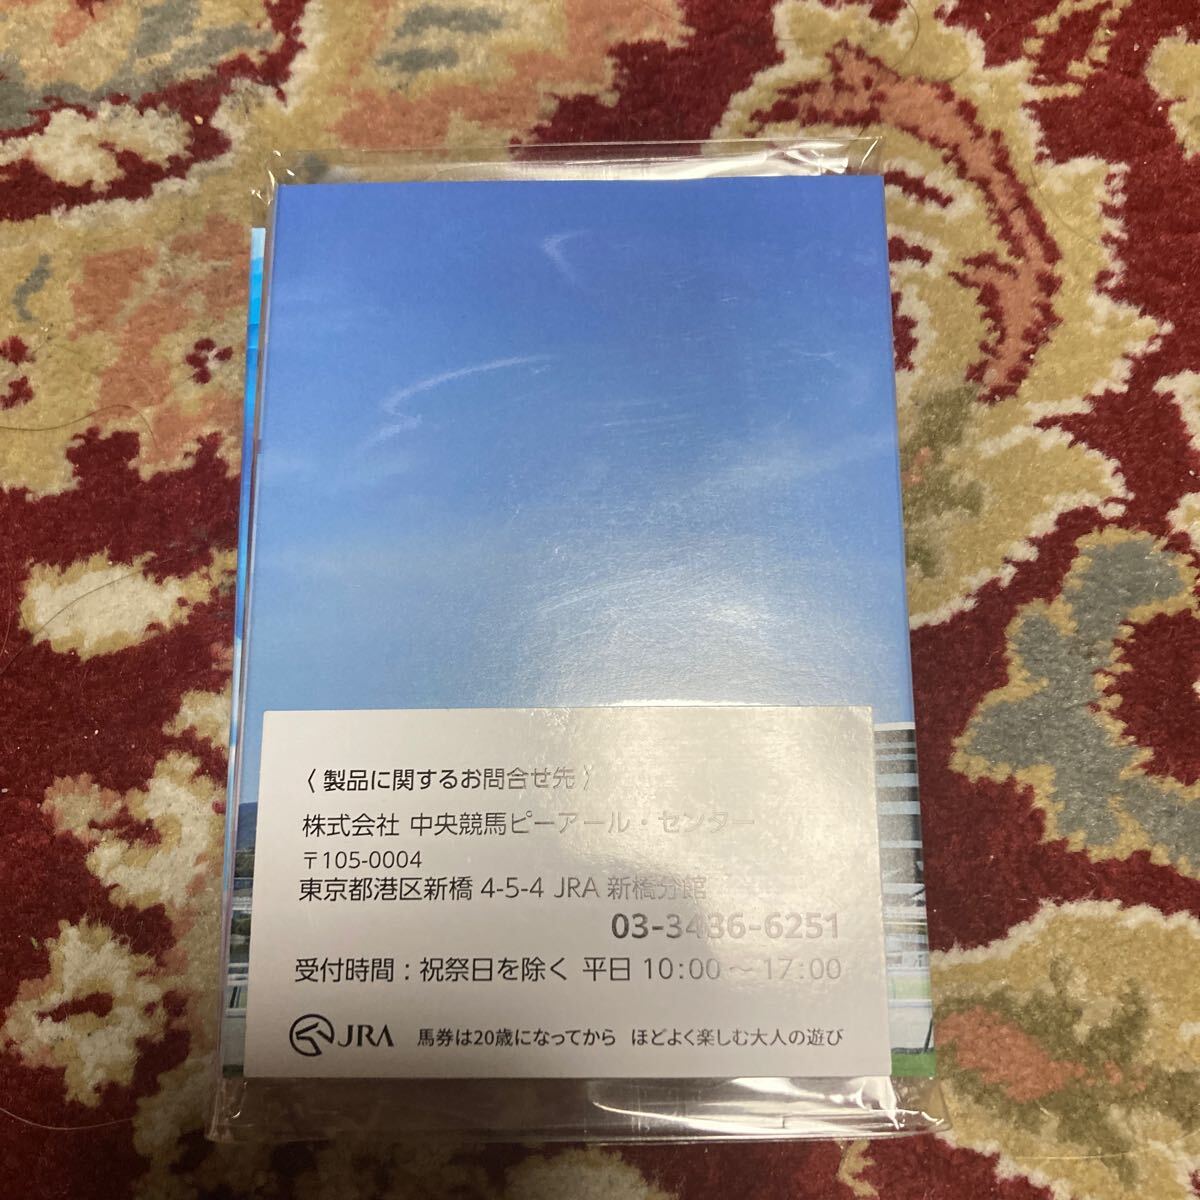 〈 製品に関するお問合せ先 〉
株式会社 中央競馬ピーアール・センター
〒105-0004
東京都港区新橋 4-5-4 JRA 新橋分館
03-3436-6251
受付時間：祝祭日を除く 平日 10：00 ～ 17：00
JRA 馬券は20歳になってから ほどよく楽しむ大人の遊び